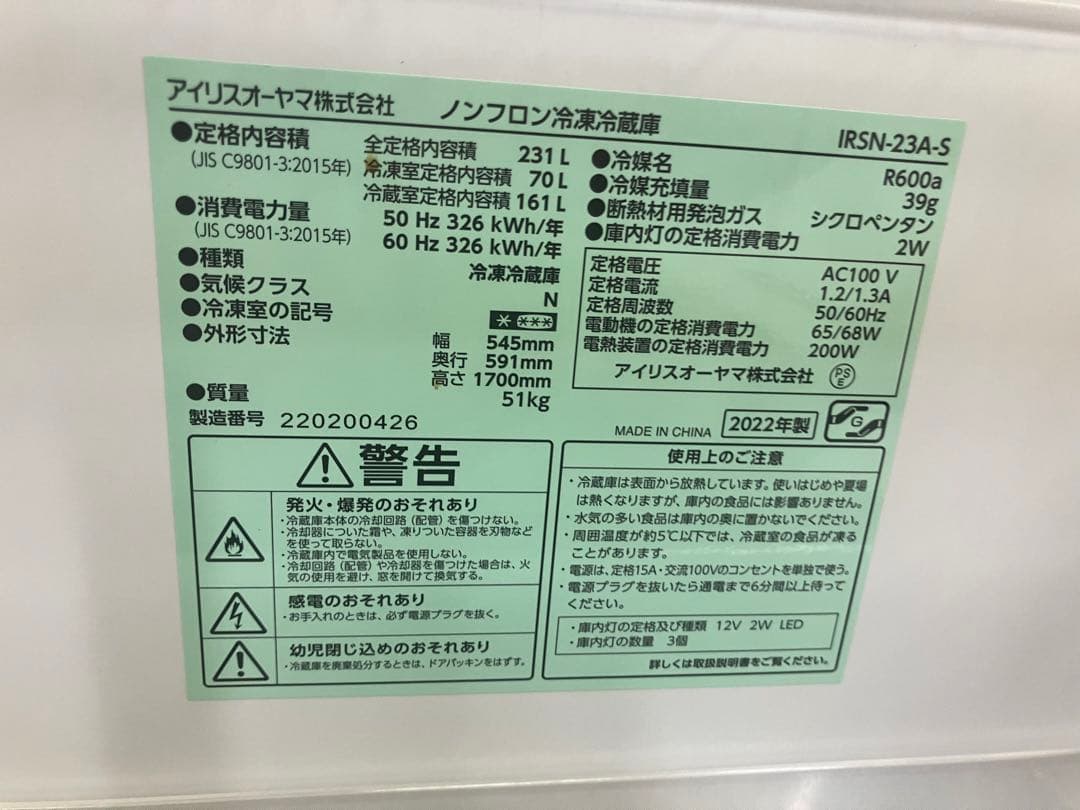 アイリスオーヤマ株式会社 ノンフロン冷凍冷蔵庫 IRSN-23A-S
●定格内容積
(JIS C9801-3:2015年)
全定格内容積 231 L
冷凍室定格内容積 70 L
冷蔵室定格内容積 161 L
●消費電力量
(JIS C9801-3:2015年)
50 Hz 326 kWh/年
60 Hz 326 kWh/年
●種類 冷凍冷蔵庫
●気候クラス N
●冷凍室の記号
●外形寸法
幅 545mm
奥行 591mm
高さ 1700mm
●質量 51kg
製造番号 220200426
●冷媒名 R600a
●冷媒充填量 39g
●断熱材用発泡ガス シクロペンタン
●庫内灯の定格消費電力 2W
定格電圧 AC100 V
定格電流 1.2/1.3A
定格周波数 50/60Hz
電動機の定格消費電力 65/68W
電熱装置の定格消費電力 200W
アイリスオーヤマ株式会社 PSE
MADE IN CHINA 2022年製 G
警告
発火・爆発のおそれあり
・冷蔵庫本体の冷却回路（配管）を傷つけない。
・冷却器についた霜や、凍りついた容器を刃物など
を使って取らない。
・冷蔵庫内で電気製品を使用しない。
・冷却回路（配管）や冷却器を傷つけた場合は、火
気の使用を避け、窓を開けて換気する。
感電のおそれあり
・お手入れのときは、必ず電源プラグを抜く。
幼児閉じ込めのおそれあり
・冷蔵庫を廃棄処分するときは、ドアパッキンをはずす。
使用上のご注意
・冷蔵庫は表面から放熱しています。使いはじめや夏場
は熱くなりますが、庫内の食品には影響ありません。
・水気の多い食品は庫内の奥に置かないでください。
・周囲温度が約5℃以下では、冷蔵室の食品が凍る
ことがあります。
・電源は、定格15A・交流100Vのコンセントを単独で使う。
・電源プラグを抜いたら通電まで6分間以上待って
ください。
・庫内灯の定格及び種類 12V 2W LED
・庫内灯の数量 3個
詳しくは取扱説明書をご覧ください。